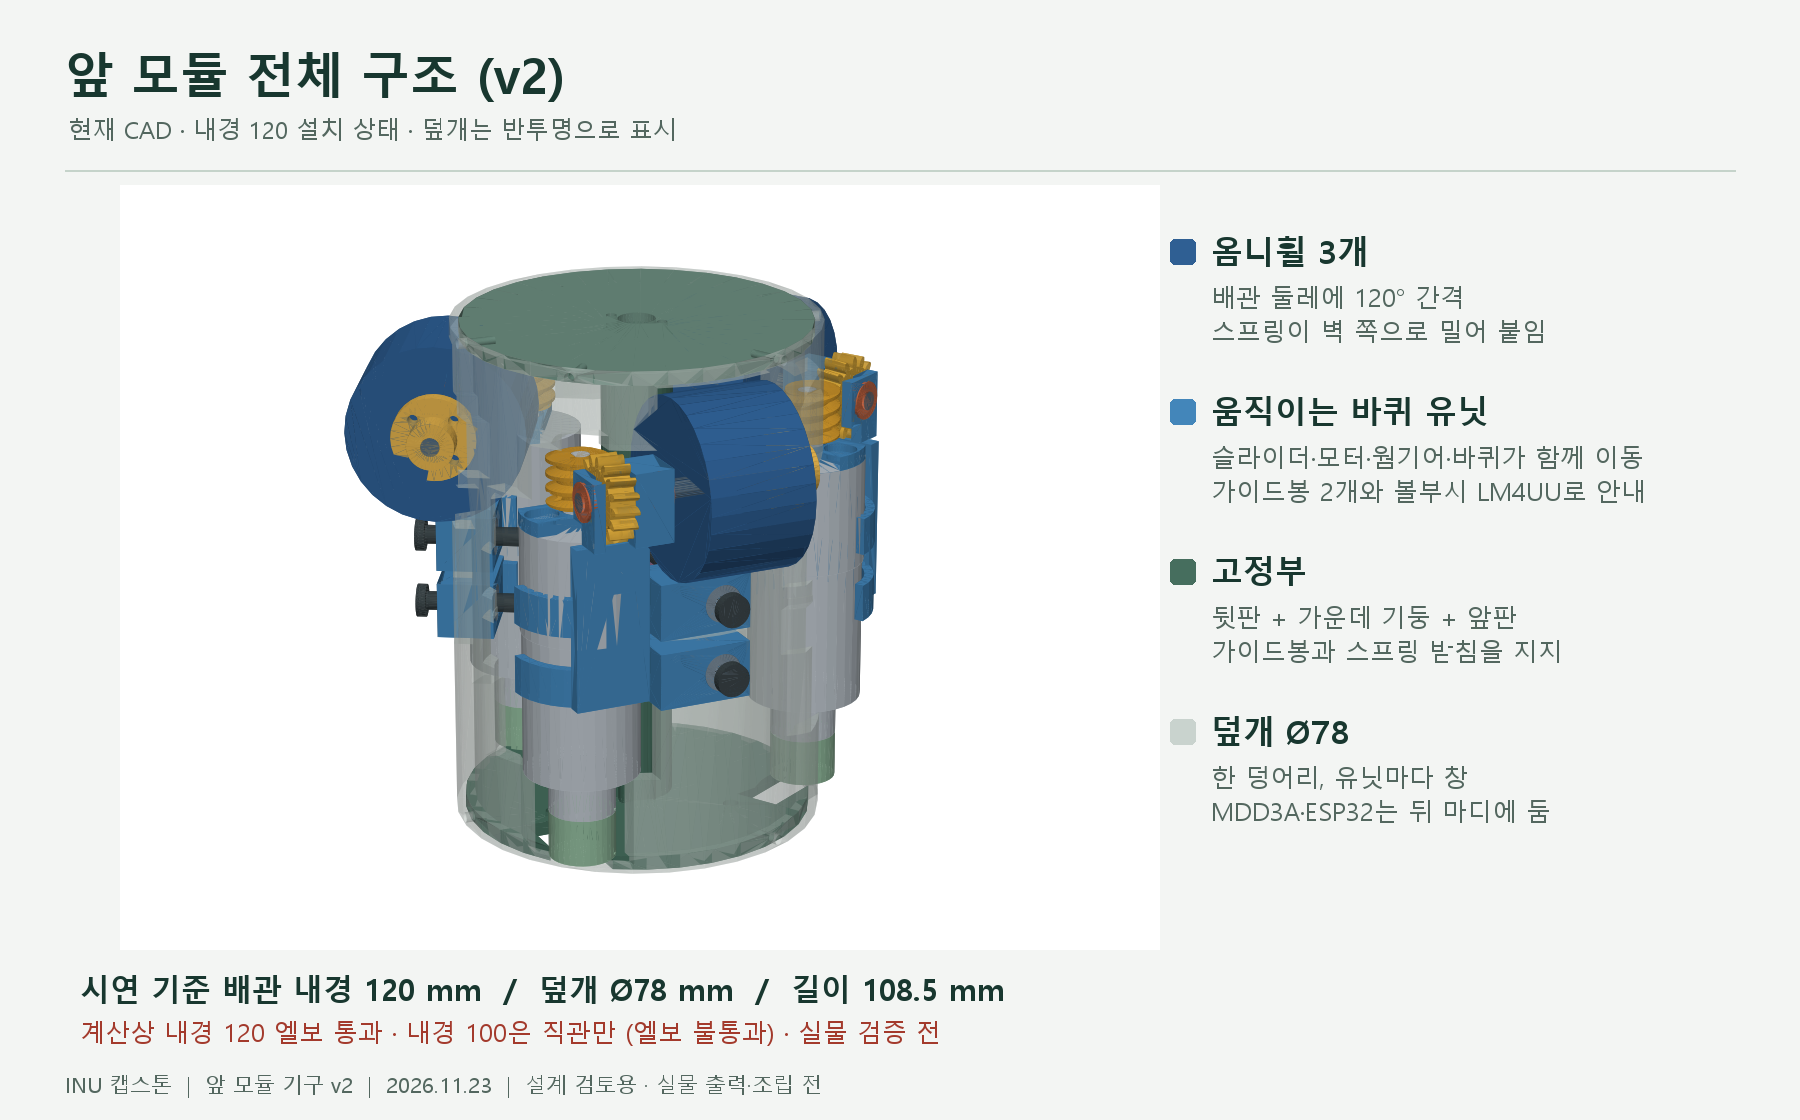 앞 모듈 전체 구조 (v2)
현재 CAD · 내경 120 설치 상태 · 덮개는 반투명으로 표시
옴니휠 3개
배관 둘레에 120° 간격
스프링이 벽 쪽으로 밀어 붙임
움직이는 바퀴 유닛
슬라이더·모터·웜기어·바퀴가 함께 이동
가이드봉 2개와 볼부시 LM4UU로 안내
고정부
뒷판 + 가운데 기둥 + 앞판
가이드봉과 스프링 받침을 지지
덮개 Ø78
한 덩어리, 유닛마다 창
MDD3A·ESP32는 뒤 마디에 둠
시연 기준 배관 내경 120 mm / 덮개 Ø78 mm / 길이 108.5 mm
계산상 내경 120 엘보 통과 · 내경 100은 직관만 (엘보 불통과) · 실물 검증 전
INU 캡스톤 | 앞 모듈 기구 v2 | 2026.11.23 | 설계 검토용 · 실물 출력·조립 전